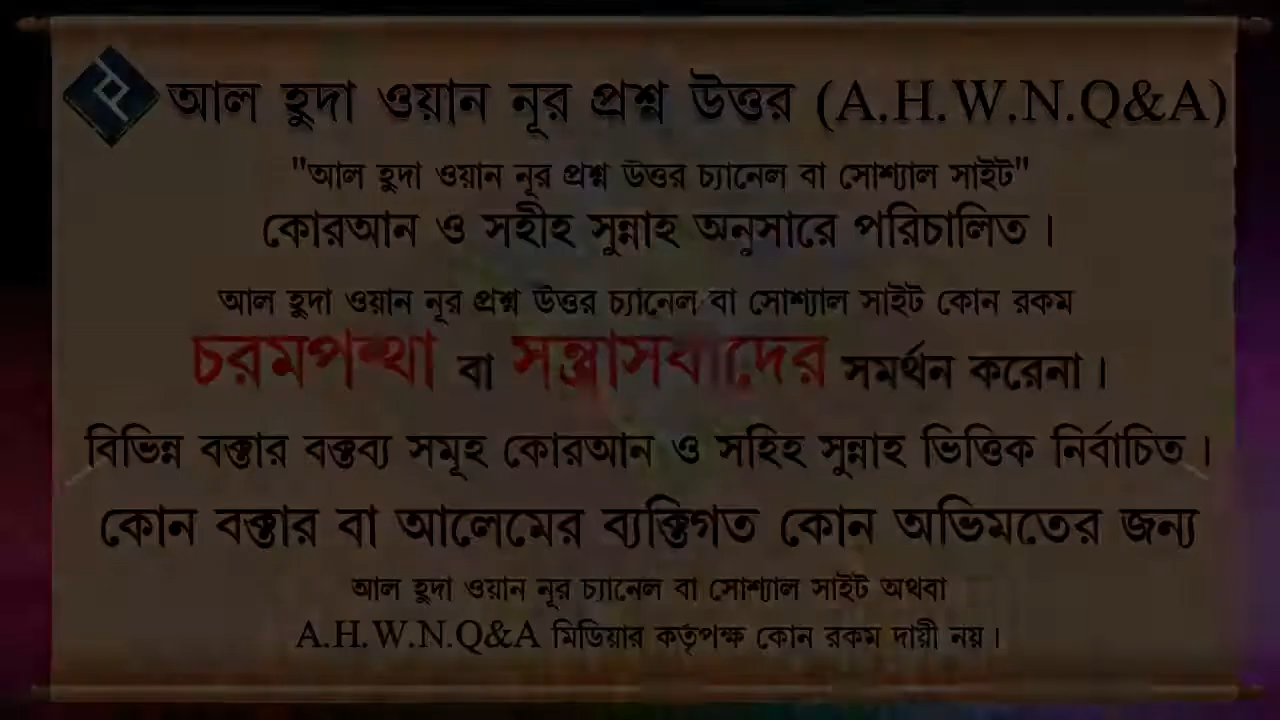 আল হুদা ওয়ান নূর প্রশ্ন উত্তর (A.H.W.N.Q&A)
"আল হুদা ওয়ান নূর প্রশ্ন উত্তর চ্যানেল বা সোশ্যাল সাইট"
কোরআন ও সহীহ সুন্নাহ অনুসারে পরিচালিত।
আল হুদা ওয়ান নূর প্রশ্ন উত্তর চ্যানেল বা সোশ্যাল সাইট কোন রকম
চরমপন্থা বা সন্ত্রাসবাদের সমর্থন করেনা।
বিভিন্ন বক্তার বক্তব্য সমূহ কোরআন ও সহিহ সুন্নাহ ভিত্তিক নির্বাচিত।
কোন বক্তার বা আলেমের ব্যক্তিগত কোন অভিমতের জন্য
আল হুদা ওয়ান নূর চ্যানেল বা সোশ্যাল সাইট অথবা
A.H.W.N.Q&A মিডিয়ার কর্তৃপক্ষ কোন রকম দায়ী নয়।